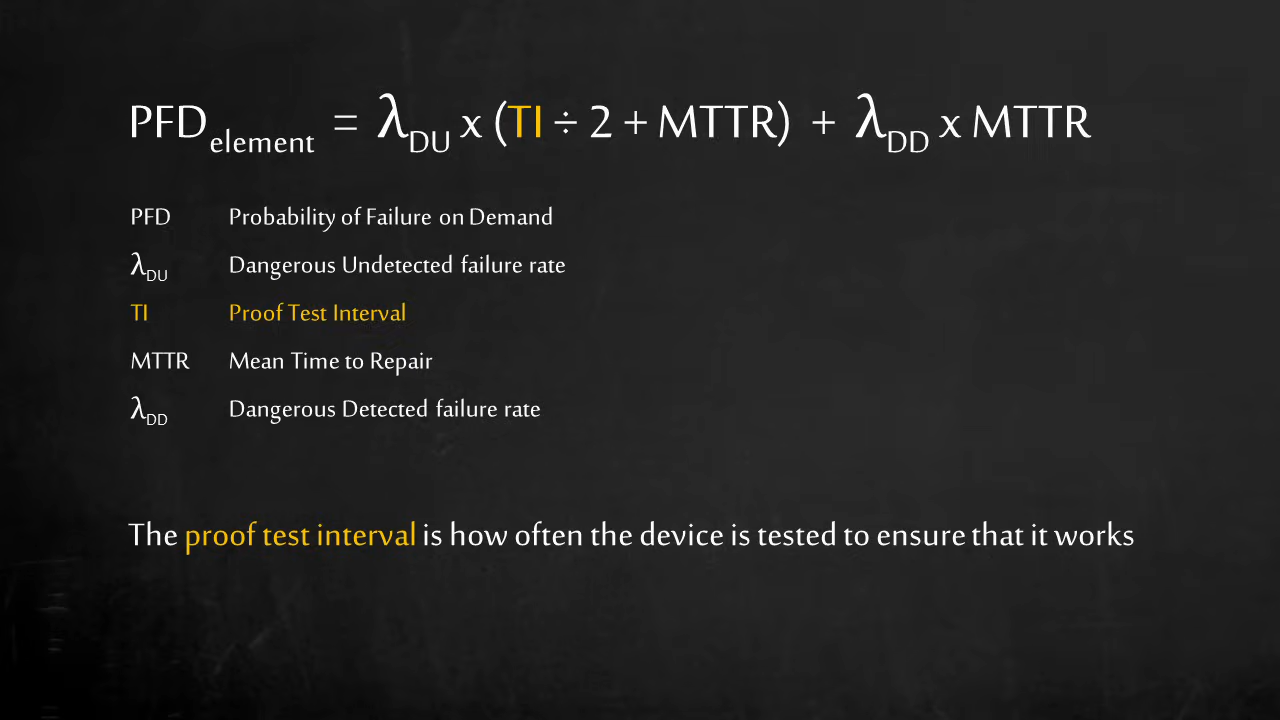 PFDelement = λDU x (TI ÷ 2 + MTTR) + λDD x MTTR
PFD Probability of Failure on Demand
λDU Dangerous Undetected failure rate
TI Proof Test Interval
MTTR Mean Time to Repair
λDD Dangerous Detected failure rate
The proof test interval is how often the device is tested to ensure that it works